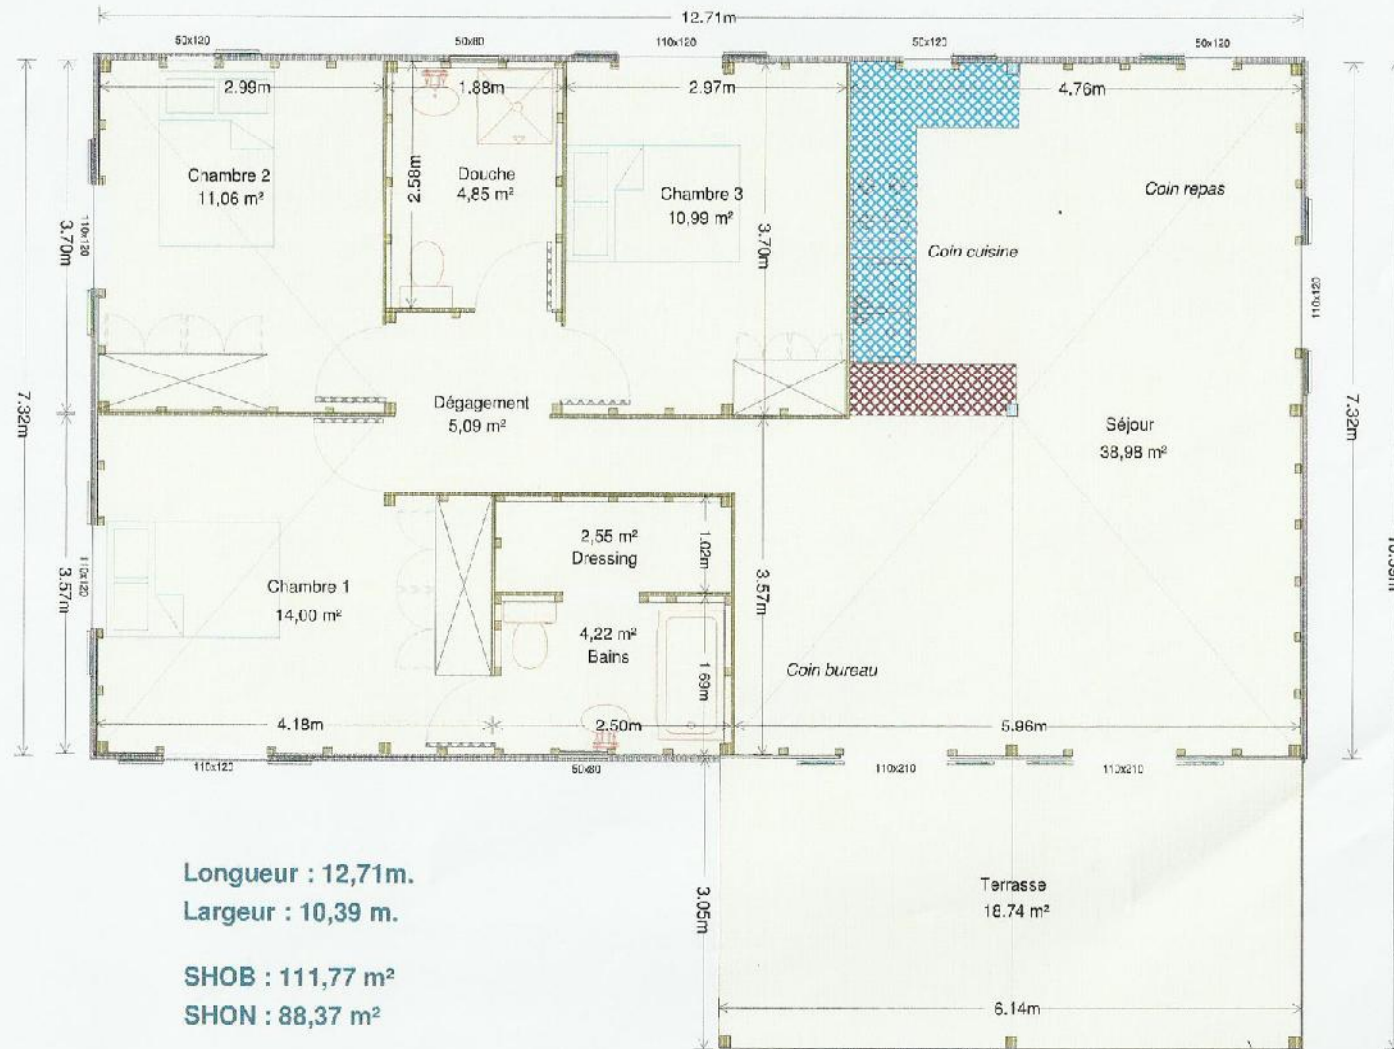 12.71m
50x120
50x80
110x120
50x120
50x120
2.99m
1.88m
2.97m
4.76m
Chambre 2
11,06 m²
2.58m
Douche
4,85 m²
Chambre 3
10,99 m²
Coin repas
3.70m
110x120
3.70m
Coin cuisine
110x120
7.32m
Dégagement
5,09 m²
Séjour
38,98 m²
7.32m
2,55 m²
Dressing
1.02m
3.57m
110x120
3.57m
Chambre 1
14,00 m²
4,22 m²
Bains
1.69m
Coin bureau
4.18m
2.50m
5.96m
110x120
50x80
110x210
110x210
Longueur : 12,71m.
Largeur : 10,39 m.
SHOB : 111,77 m²
SHON : 88,37 m²
3.05m
Terrasse
18.74 m²
6.14m